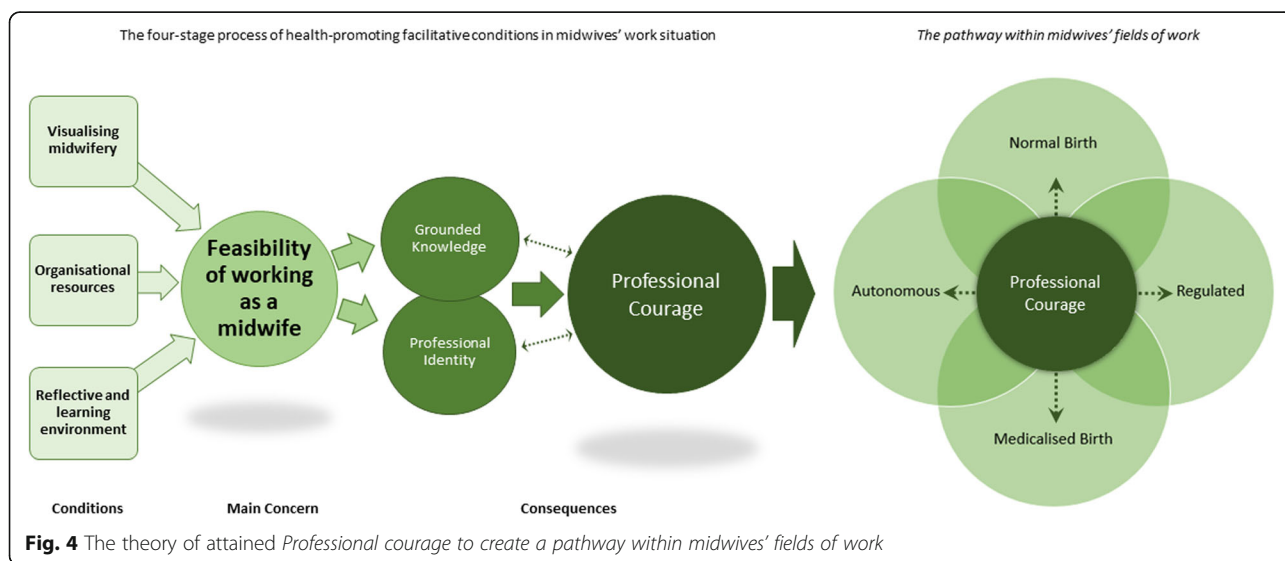 The four-stage process of health-promoting facilitative conditions in midwives' work situation
The pathway within midwives' fields of work
Visualising
midwifery
Organisational
resources
Reflective and
learning
environment
Feasibility
of working
as a
midwife
Grounded
Knowledge
Professional
Identity
Professional
Courage
Normal Birth
Autonomous
Professional
Courage
Regulated
Medicalised Birth
Conditions
Main Concern
Consequences
Fig. 4 The theory of attained Professional courage to create a pathway within midwives' fields of work